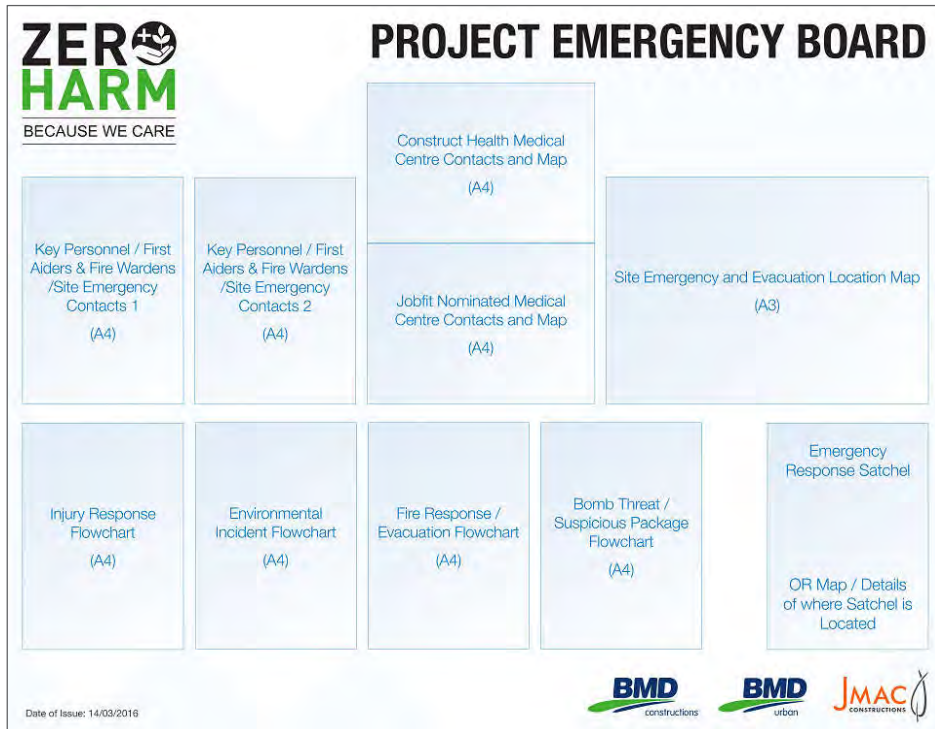 ZERO
HARM
BECAUSE WE CARE
PROJECT EMERGENCY BOARD
Construct Health Medical
Centre Contacts and Map
(A4)
Key Personnel / First
Aiders & Fire Wardens
/Site Emergency
Contacts 1
(A4)
Key Personnel / First
Aiders & Fire Wardens
/Site Emergency
Contacts 2
(A4)
Jobfit Nominated Medical
Centre Contacts and Map
(A4)
Site Emergency and Evacuation Location Map
(A3)
Injury Response
Flowchart
(A4)
Environmental
Incident Flowchart
(A4)
Fire Response /
Evacuation Flowchart
(A4)
Bomb Threat /
Suspicious Package
Flowchart
(A4)
Emergency
Response Satchel
OR Map / Details
of where Satchel is
Located
Date of Issue: 14/03/2016
BMD
constructions
BMD
urban
JMAC
CONSTRUCTIONS